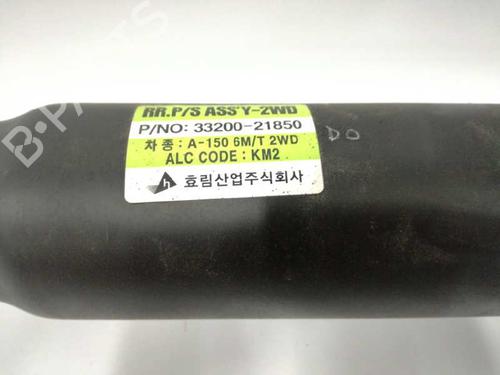 RR.P/S ASS'Y-2WD
P/NO: 33200-21850
차 종 : A-150 6M/T 2WD
ALC CODE : KM2
h 효림산업주식회사
DO
B-PARTS